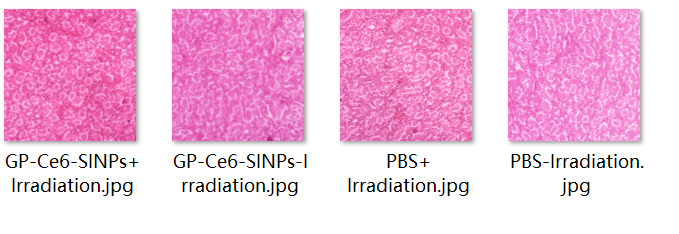 GP-Ce6-SINPs+
Irradiation.jpg
GP-Ce6-SINPs-I
rradiation.jpg
PBS+
Irradiation.jpg
PBS-Irradiation.
jpg